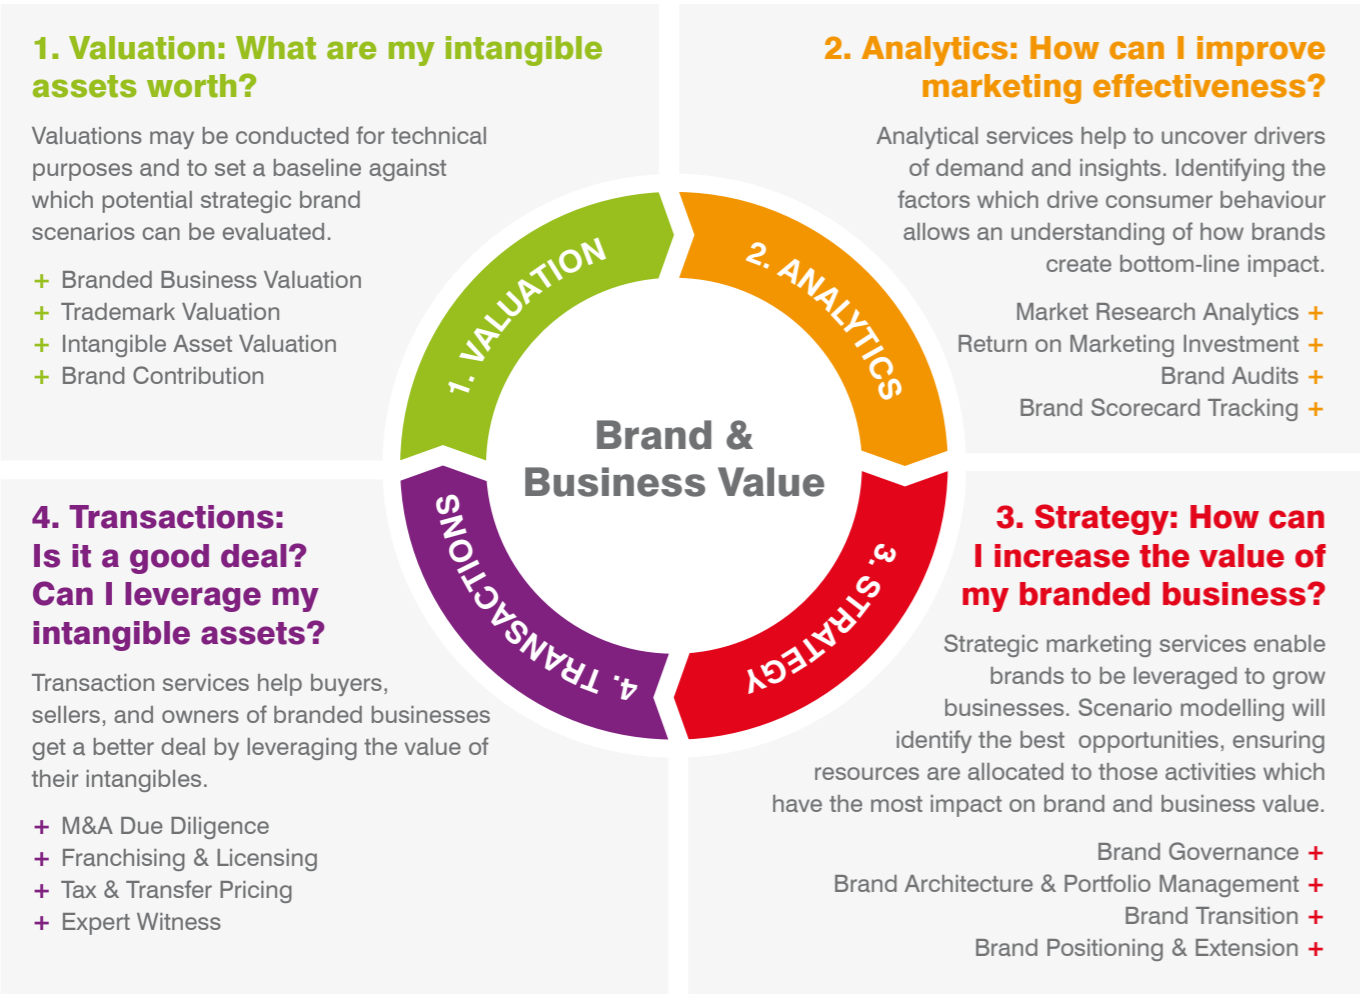 1. Valuation: What are my intangible
assets worth?
Valuations may be conducted for technical
purposes and to set a baseline against
which potential strategic brand
scenarios can be evaluated.
+ Branded Business Valuation
+ Trademark Valuation
+ Intangible Asset Valuation
+ Brand Contribution
2. Analytics: How can I improve
marketing effectiveness?
Analytical services help to uncover drivers
of demand and insights. Identifying the
factors which drive consumer behaviour
allows an understanding of how brands
create bottom-line impact.
Market Research Analytics +
Return on Marketing Investment +
Brand Audits +
Brand Scorecard Tracking +
1. VALUATION
2. ANALYTICS
Brand &
Business Value
3. STRATEGY
4. TRANSACTIONS
3. Strategy: How can
I increase the value of
my branded business?
Strategic marketing services enable
brands to be leveraged to grow
businesses. Scenario modelling will
identify the best  opportunities, ensuring
resources are allocated to those activities which
have the most impact on brand and business value.
Brand Governance +
Brand Architecture & Portfolio Management +
Brand Transition +
Brand Positioning & Extension +
4. Transactions:
Is it a good deal?
Can I leverage my
intangible assets?
Transaction services help buyers,
sellers, and owners of branded businesses
get a better deal by leveraging the value of
their intangibles.
+ M&A Due Diligence
+ Franchising & Licensing
+ Tax & Transfer Pricing
+ Expert Witness